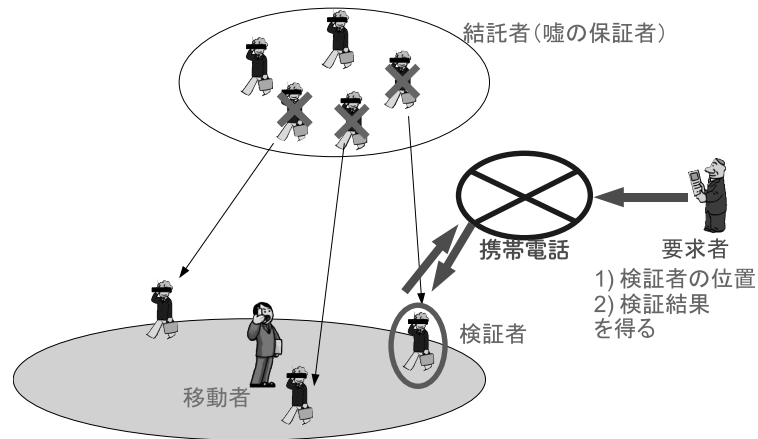 結託者（嘘の保証者）
携帯電話
要求者
1) 検証者の位置
2) 検証結果
を得る
検証者
移動者